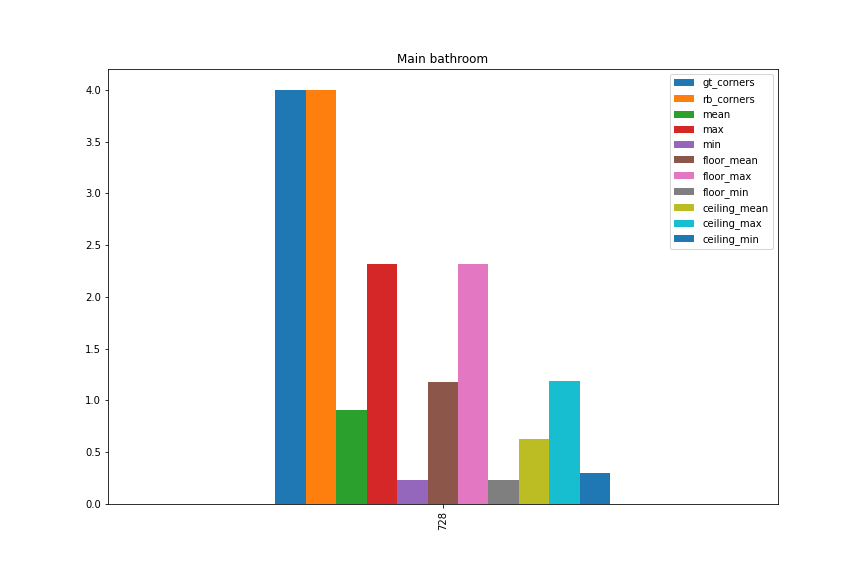 Main bathroom
4.0
3.5
3.0
2.5
2.0
1.5
1.0
0.5
0.0
728
gt_corners
rb_corners
mean
max
min
floor_mean
floor_max
floor_min
ceiling_mean
ceiling_max
ceiling_min